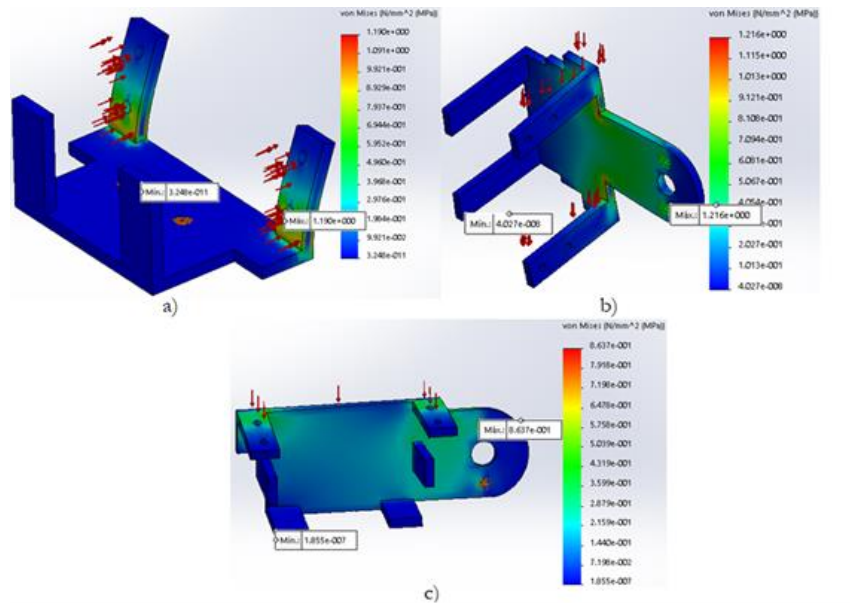 von Mises (N/mm^2 (MPa))
1.190e+000
1.091e+000
9.921e-001
8.929e-001
7.937e-001
6.944e-001
5.952e-001
4.960e-001
3.968e-001
2.976e-001
1.984e-001
9.921e-002
3.248e-011
Mín.: 3.248e-011
Máx.: 1.190e+000
a)
von Mises (N/mm^2 (MPa))
1.216e+000
1.115e+000
1.013e+000
9.121e-001
8.108e-001
7.094e-001
6.081e-001
5.067e-001
4.054e-001
2.027e-001
1.013e-001
4.027e-008
Mín.: 4.027e-008
Máx.: 1.216e+000
b)
von Mises (N/mm^2 (MPa))
8.637e-001
7.918e-001
7.198e-001
6.478e-001
5.758e-001
5.039e-001
4.319e-001
3.599e-001
2.879e-001
2.159e-001
1.440e-001
7.198e-002
1.855e-007
Máx.: 8.637e-001
Mín.: 1.855e-007
c)